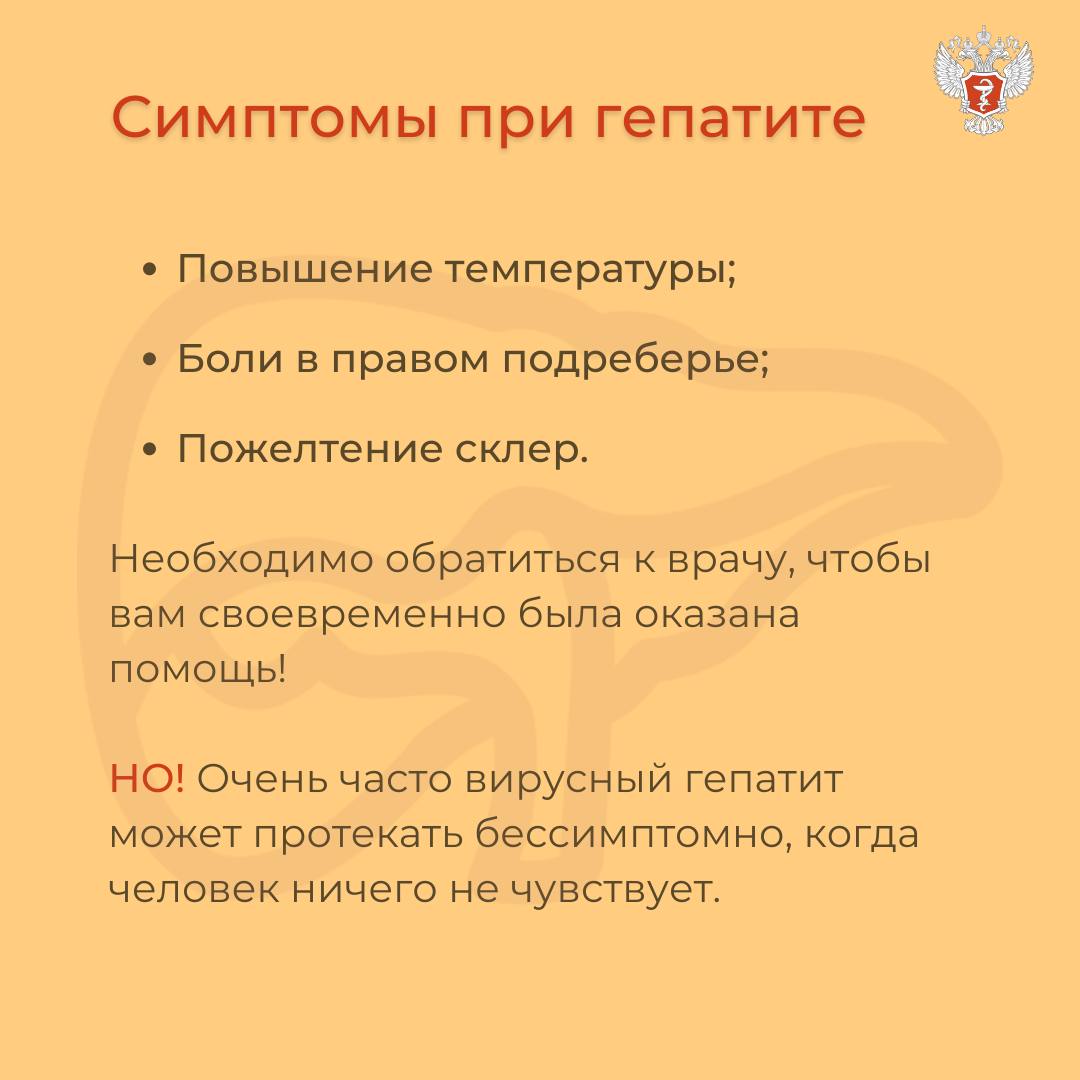 Симптомы при гепатите
• Повышение температуры;
• Боли в правом подреберье;
• Пожелтение склер.
Необходимо обратиться к врачу, чтобы
вам своевременно была оказана
помощь!
НО! Очень часто вирусный гепатит
может протекать бессимптомно, когда
человек ничего не чувствует.